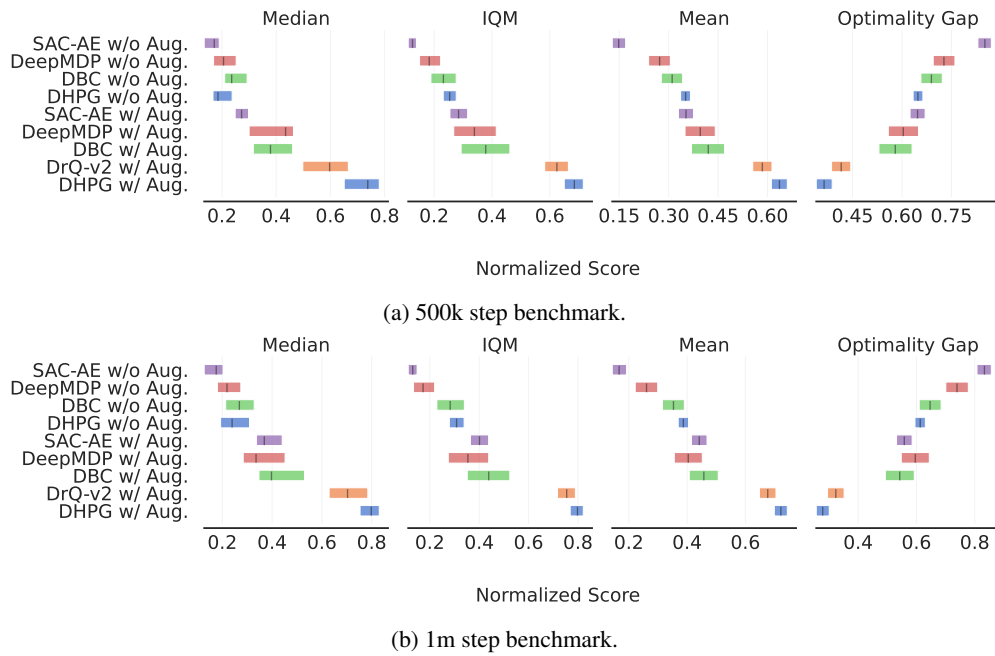 Median IQM Mean Optimality Gap
SAC-AE w/o Aug.
DeepMDP w/o Aug.
DBC w/o Aug.
DHPG w/o Aug.
SAC-AE w/ Aug.
DeepMDP w/ Aug.
DBC w/ Aug.
DrQ-v2 w/ Aug.
DHPG w/ Aug.
0.2 0.4 0.6 0.8 0.2 0.4 0.6 0.15 0.30 0.45 0.60 0.45 0.60 0.75
Normalized Score
(a) 500k step benchmark.
Median IQM Mean Optimality Gap
SAC-AE w/o Aug.
DeepMDP w/o Aug.
DBC w/o Aug.
DHPG w/o Aug.
SAC-AE w/ Aug.
DeepMDP w/ Aug.
DBC w/ Aug.
DrQ-v2 w/ Aug.
DHPG w/ Aug.
0.2 0.4 0.6 0.8 0.2 0.4 0.6 0.8 0.2 0.4 0.6 0.4 0.6 0.8
Normalized Score
(b) 1m step benchmark.